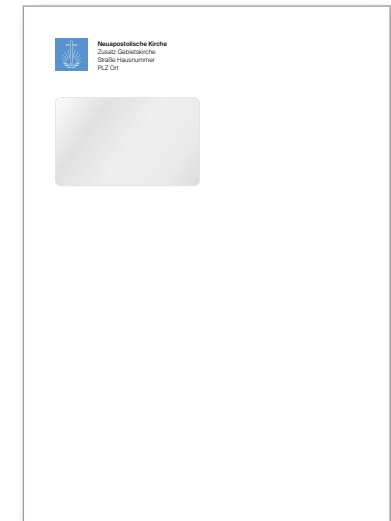 Neuapostolische Kirche
Zusatz Gebietskirche
Straße Hausnummer
PLZ Ort